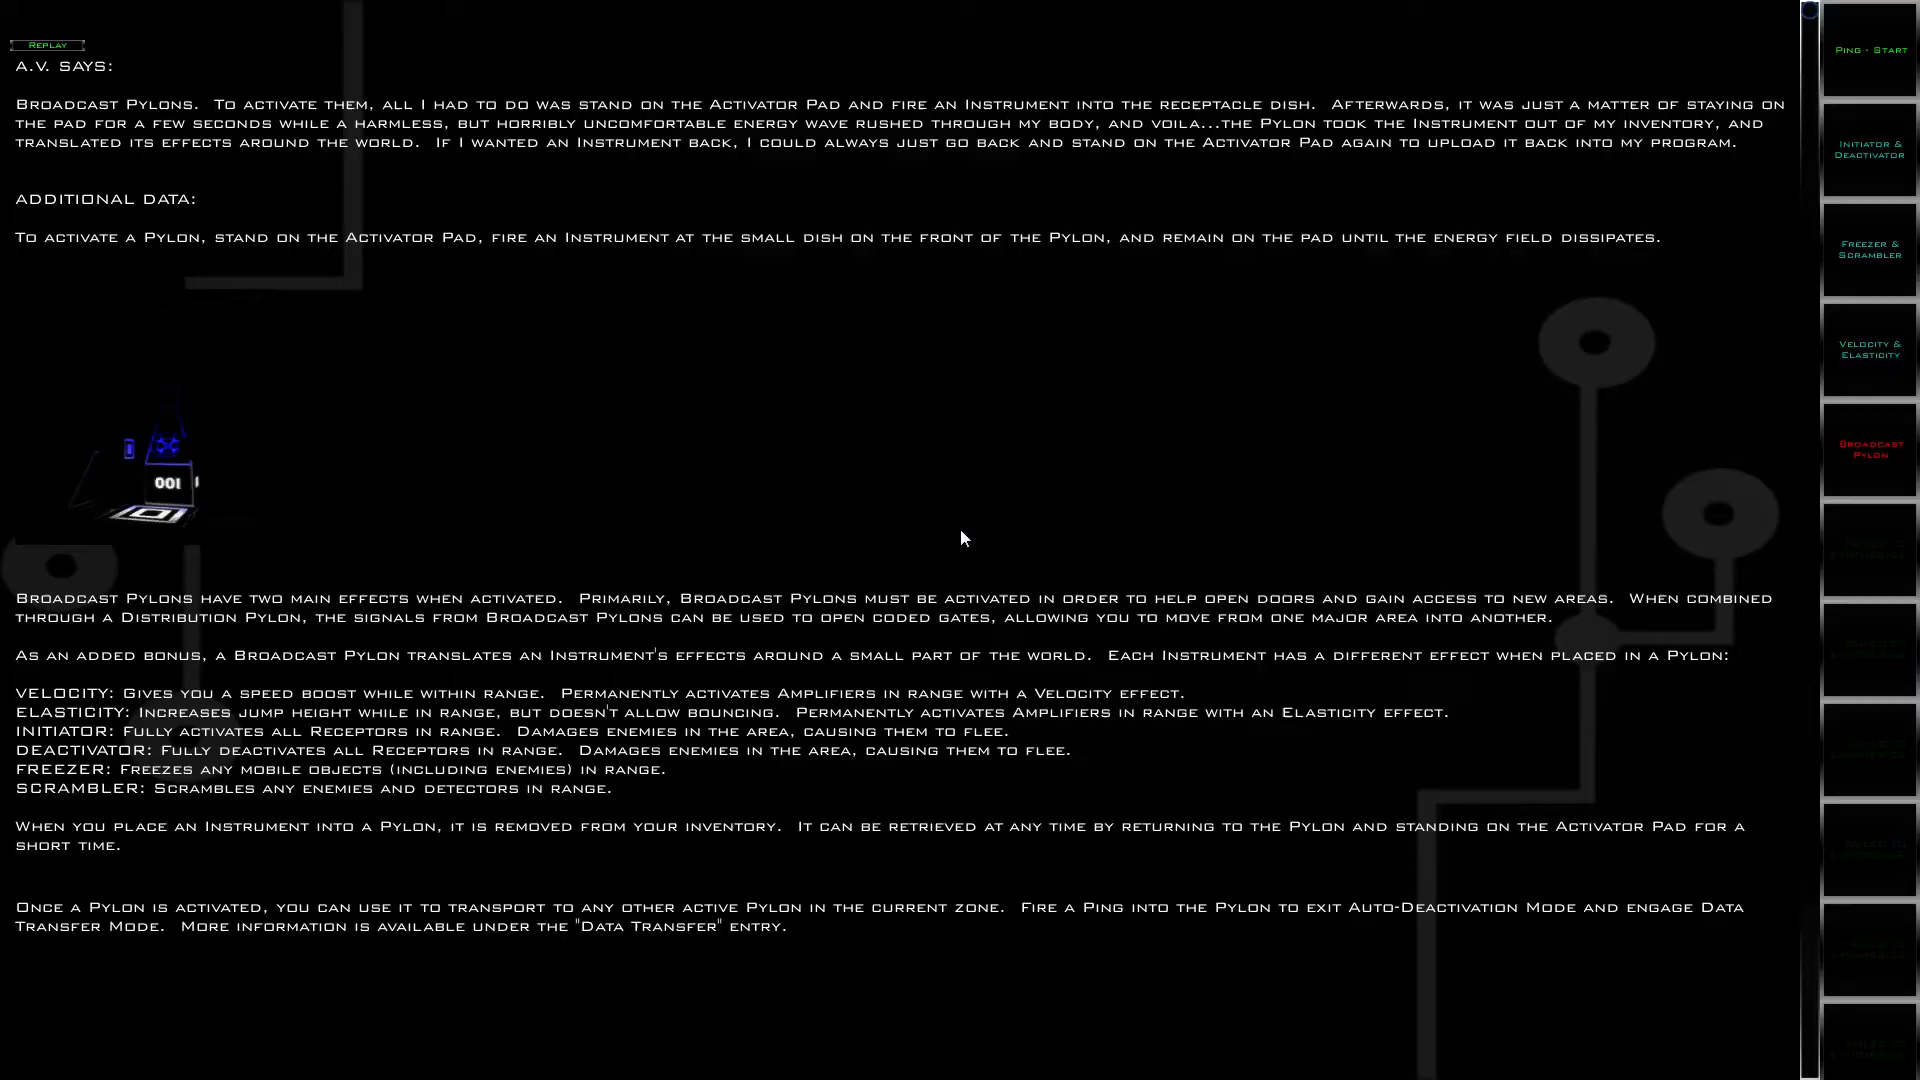 Replay
A.V. SAYS:
Broadcast Pylons. To activate them, all I had to do was stand on the Activator Pad and fire an Instrument into the receptacle dish. Afterwards, it was just a matter of staying on
the pad for a few seconds while a harmless, but horribly uncomfortable energy wave rushed through my body, and voila...the Pylon took the Instrument out of my inventory, and
translated its effects around the world. If I wanted an Instrument back, I could always just go back and stand on the Activator Pad again to upload it back into my program.
ADDITIONAL DATA:
To activate a Pylon, stand on the Activator Pad, fire an Instrument at the small dish on the front of the Pylon, and remain on the pad until the energy field dissipates.
001
Broadcast Pylons have two main effects when activated. Primarily, Broadcast Pylons must be activated in order to help open doors and gain access to new areas. When combined
through a Distribution Pylon, the signals from Broadcast Pylons can be used to open coded gates, allowing you to move from one major area into another.
As an added bonus, a Broadcast Pylon translates an Instrument's effects around a small part of the world. Each Instrument has a different effect when placed in a Pylon:
VELOCITY: Gives you a speed boost while within range. Permanently activates Amplifiers in range with a Velocity effect.
ELASTICITY: Increases jump height while in range, but doesn't allow bouncing. Permanently activates Amplifiers in range with an Elasticity effect.
INITIATOR: Fully activates all Receptors in range. Damages enemies in the area, causing them to flee.
DEACTIVATOR: Fully deactivates all Receptors in range. Damages enemies in the area, causing them to flee.
FREEZER: Freezes any mobile objects (including enemies) in range.
SCRAMBLER: Scrambles any enemies and detectors in range.
When you place an Instrument into a Pylon, it is removed from your inventory. It can be retrieved at any time by returning to the Pylon and standing on the Activator Pad for a
short time.
Once a Pylon is activated, you can use it to transport to any other active Pylon in the current zone. Fire a Ping into the Pylon to exit Auto-Deactivation Mode and engage Data
Transfer Mode. More information is available under the "Data Transfer" entry.
Ping - Start
Initiator &
Deactivator
Freezer &
Scrambler
Velocity &
Elasticity
Broadcast
Pylon